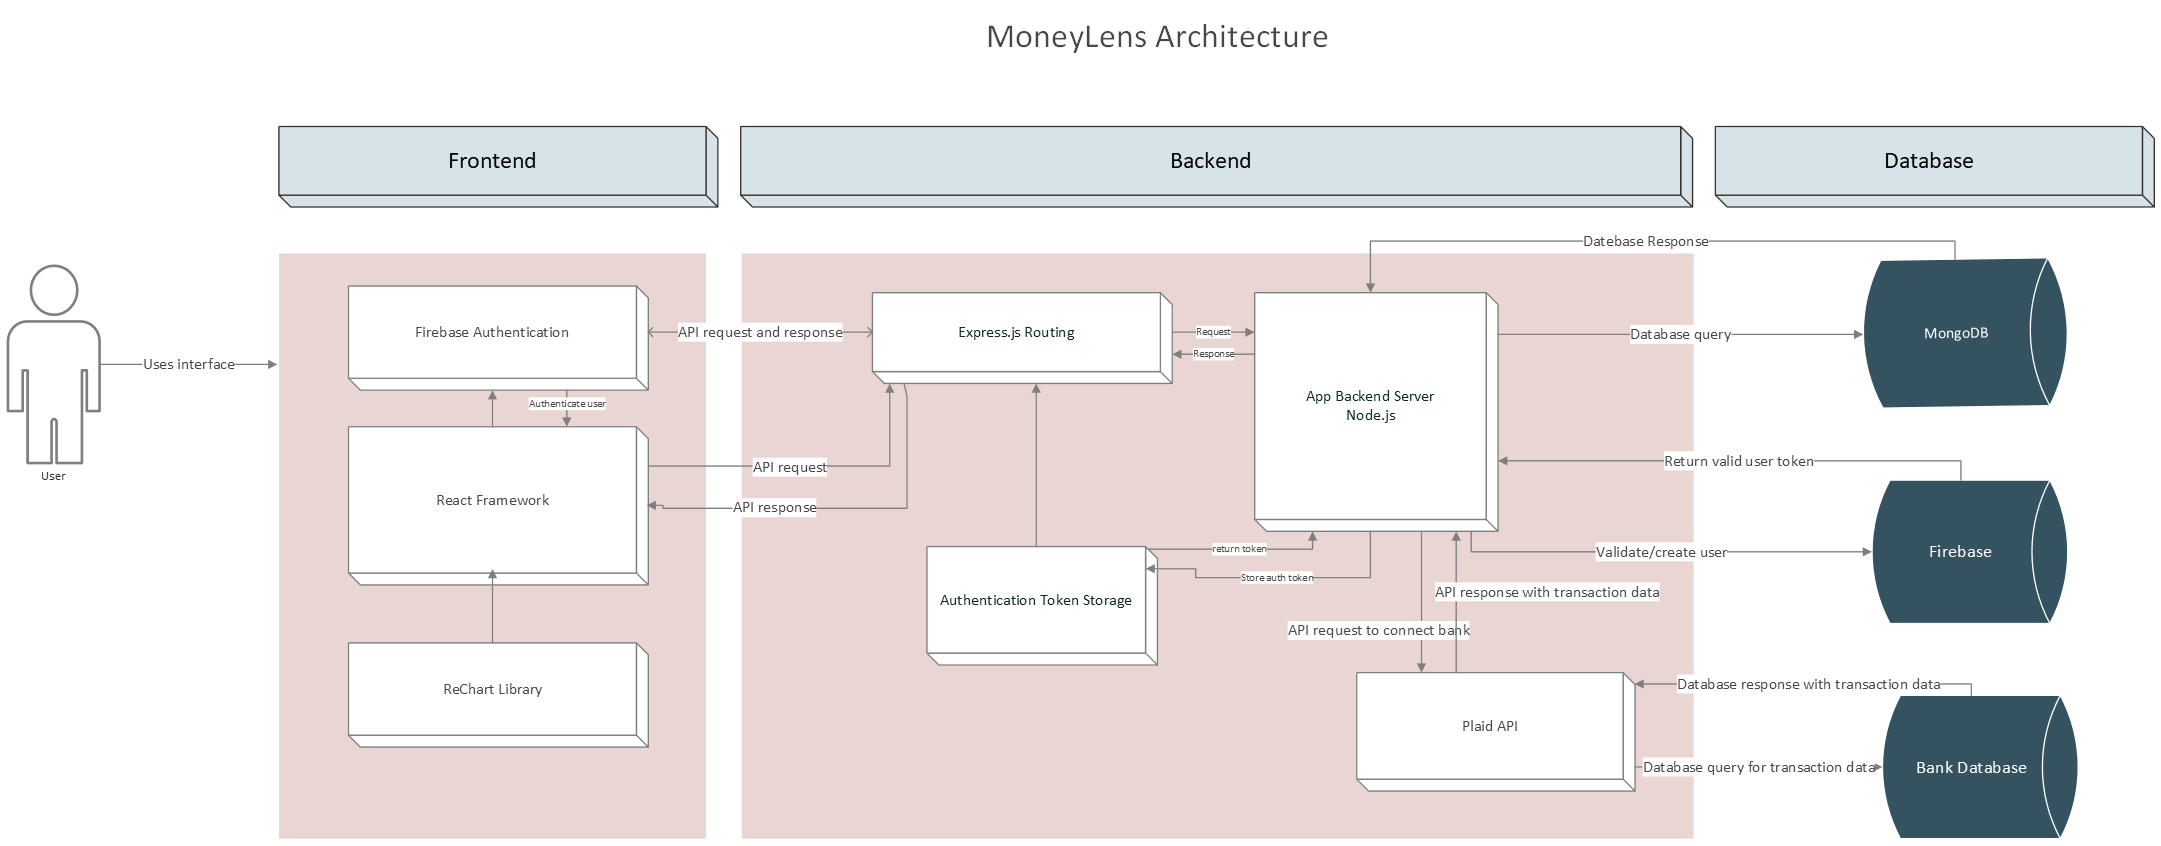 MoneyLens Architecture
Frontend
Backend
Database
Datebase Response
Firebase Authentication
API request and response
Express.js Routing
Request
Response
Database query
MongoDB
Uses interface
App Backend Server
Node.js
Authenticate user
User
API request
Return valid user token
React Framework
API response
return token
Validate/create user
Firebase
Store auth token
Authentication Token Storage
API response with transaction data
API request to connect bank
ReChart Library
Database response with transaction data
Plaid API
Database query for transaction data
Bank Database